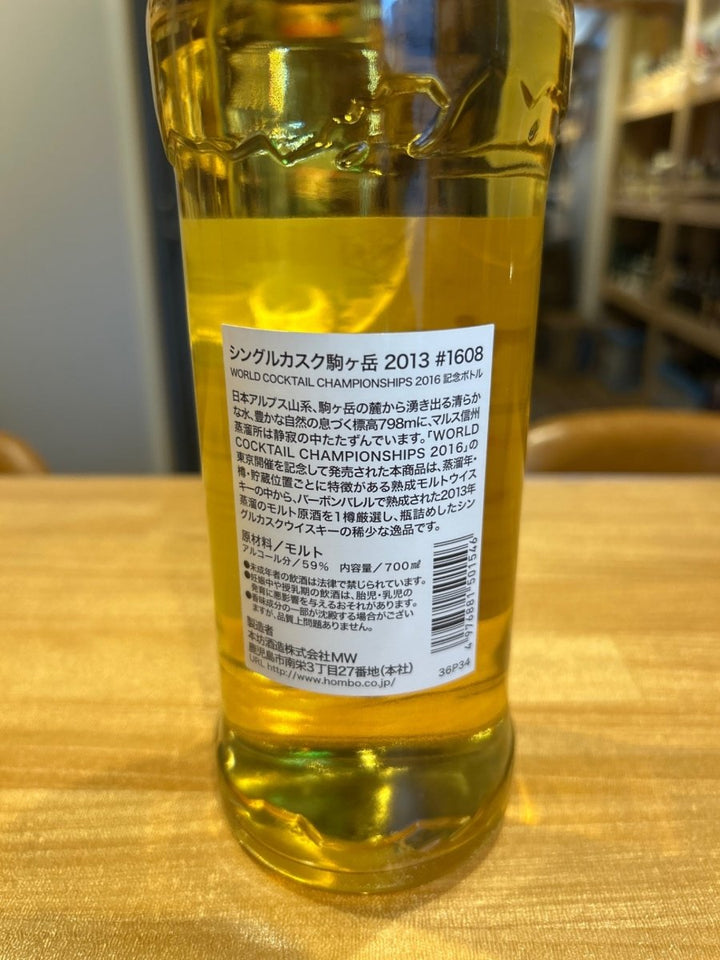 シングルカスク駒ヶ岳 2013 #1608
WORLD COCKTAIL CHAMPIONSHIPS 2016 記念ボトル
日本アルプス山系、駒ヶ岳の麓から湧き出る清らか
な水、豊かな自然の息づく標高798mに、マルス信州
蒸溜所は静寂の中たたずんでいます。「WORLD
COCKTAIL CHAMPIONSHIPS 2016」の
東京開催を記念して発売された本商品は、蒸溜年・
樽・貯蔵位置ごとに特徴がある熟成モルトウイス
キーの中から、バーボンバレルで熟成された2013年
蒸溜のモルト原酒を1樽厳選し、瓶詰めしたシン
グルカスクウイスキーの稀少な逸品です。
原材料／モルト
アルコール分／59% 内容量／700㎖
●未成年者の飲酒は法律で禁じられています。
●妊娠中や授乳期の飲酒は、胎児・乳児の
発育に悪影響を与えるおそれがあります。
●香味成分の一部が沈殿する場合がござい
ますが、品質上問題ありません。
製造者
本坊酒造株式会社MW
鹿児島市南栄3丁目27番地(本社)
URL http://www.hombo.co.jp/
4 976881 501546
36P34